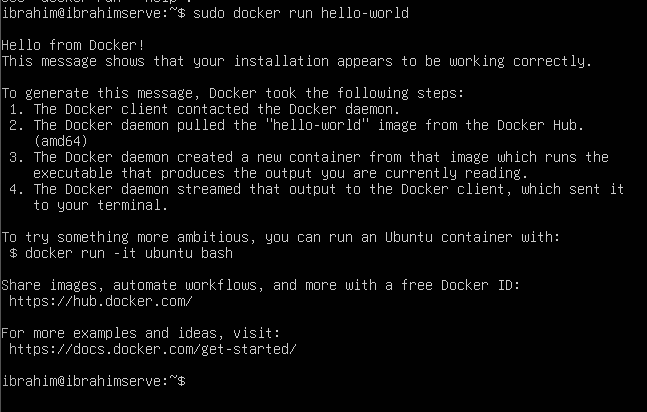 ibrahim@ibrahimserve:~$ sudo docker run hello-world
Hello from Docker!
This message shows that your installation appears to be working correctly.
To generate this message, Docker took the following steps:
1. The Docker client contacted the Docker daemon.
2. The Docker daemon pulled the "hello-world" image from the Docker Hub.
(amd64)
3. The Docker daemon created a new container from that image which runs the
executable that produces the output you are currently reading.
4. The Docker daemon streamed that output to the Docker client, which sent it
to your terminal.
To try something more ambitious, you can run an Ubuntu container with:
$ docker run -it ubuntu bash
Share images, automate workflows, and more with a free Docker ID:
https://hub.docker.com/
For more examples and ideas, visit:
https://docs.docker.com/get-started/
ibrahim@ibrahimserve:~$